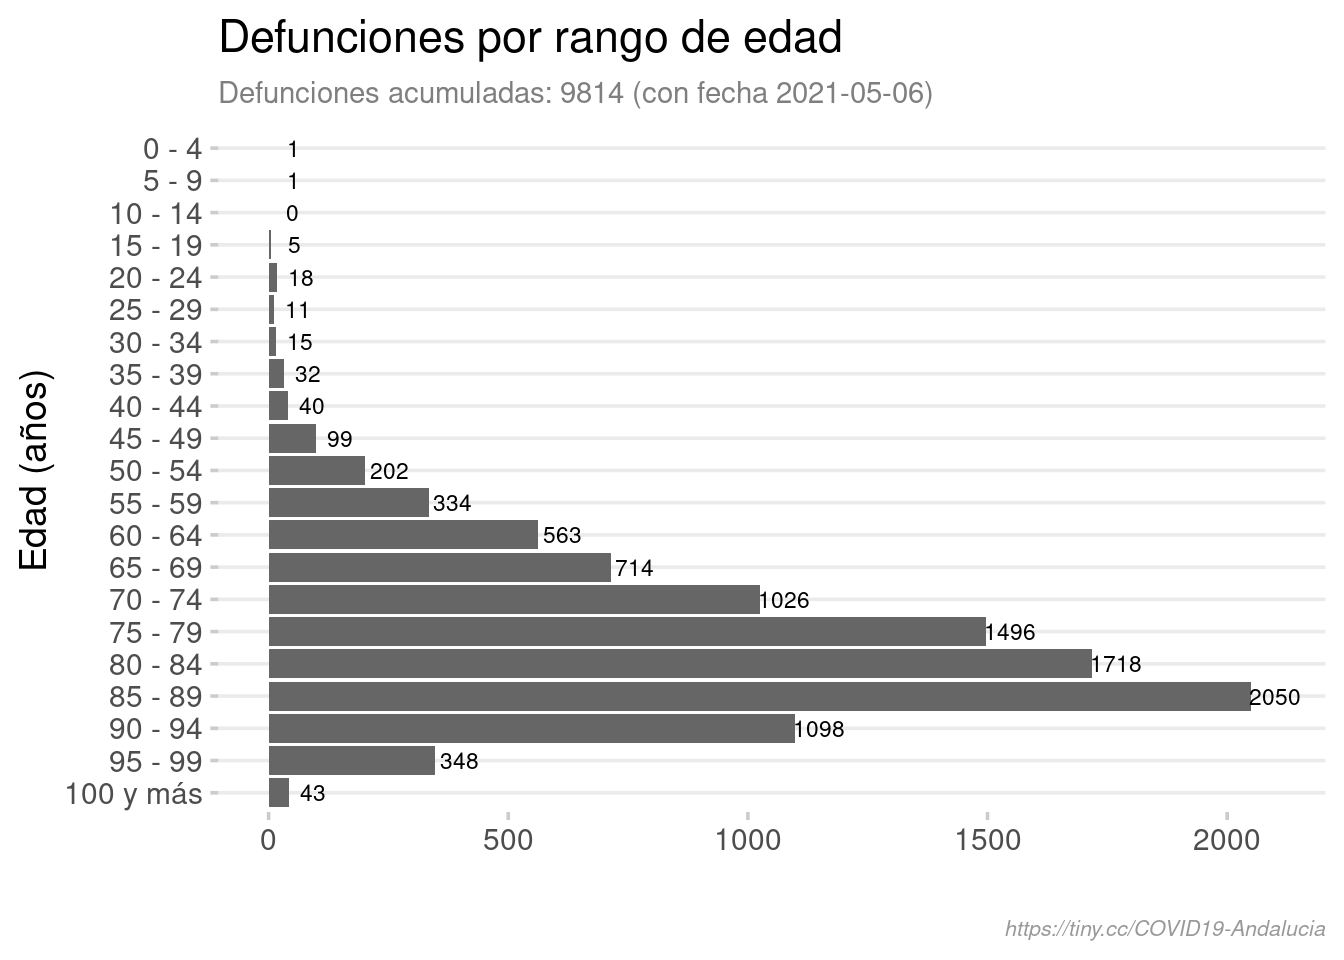 Defunciones por rango de edad
Defunciones acumuladas: 9814 (con fecha 2021-05-06)
Edad (años)
0 - 4 1
5 - 9 1
10 - 14 0
15 - 19 5
20 - 24 18
25 - 29 11
30 - 34 15
35 - 39 32
40 - 44 40
45 - 49 99
50 - 54 202
55 - 59 334
60 - 64 563
65 - 69 714
70 - 74 1026
75 - 79 1496
80 - 84 1718
85 - 89 2050
90 - 94 1098
95 - 99 348
100 y más 43
0 500 1000 1500 2000
https://tiny.cc/COVID19-Andalucia